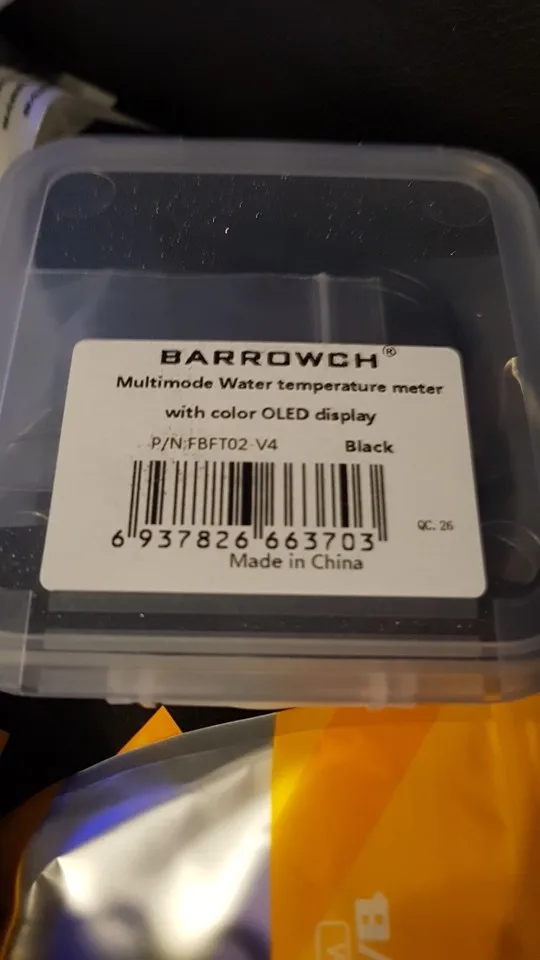 BARROWCH®
Multimode Water temperature meter
with color OLED display
P/N:FBFT02-V4 Black
QC. 26
6 937826 663703
Made in China